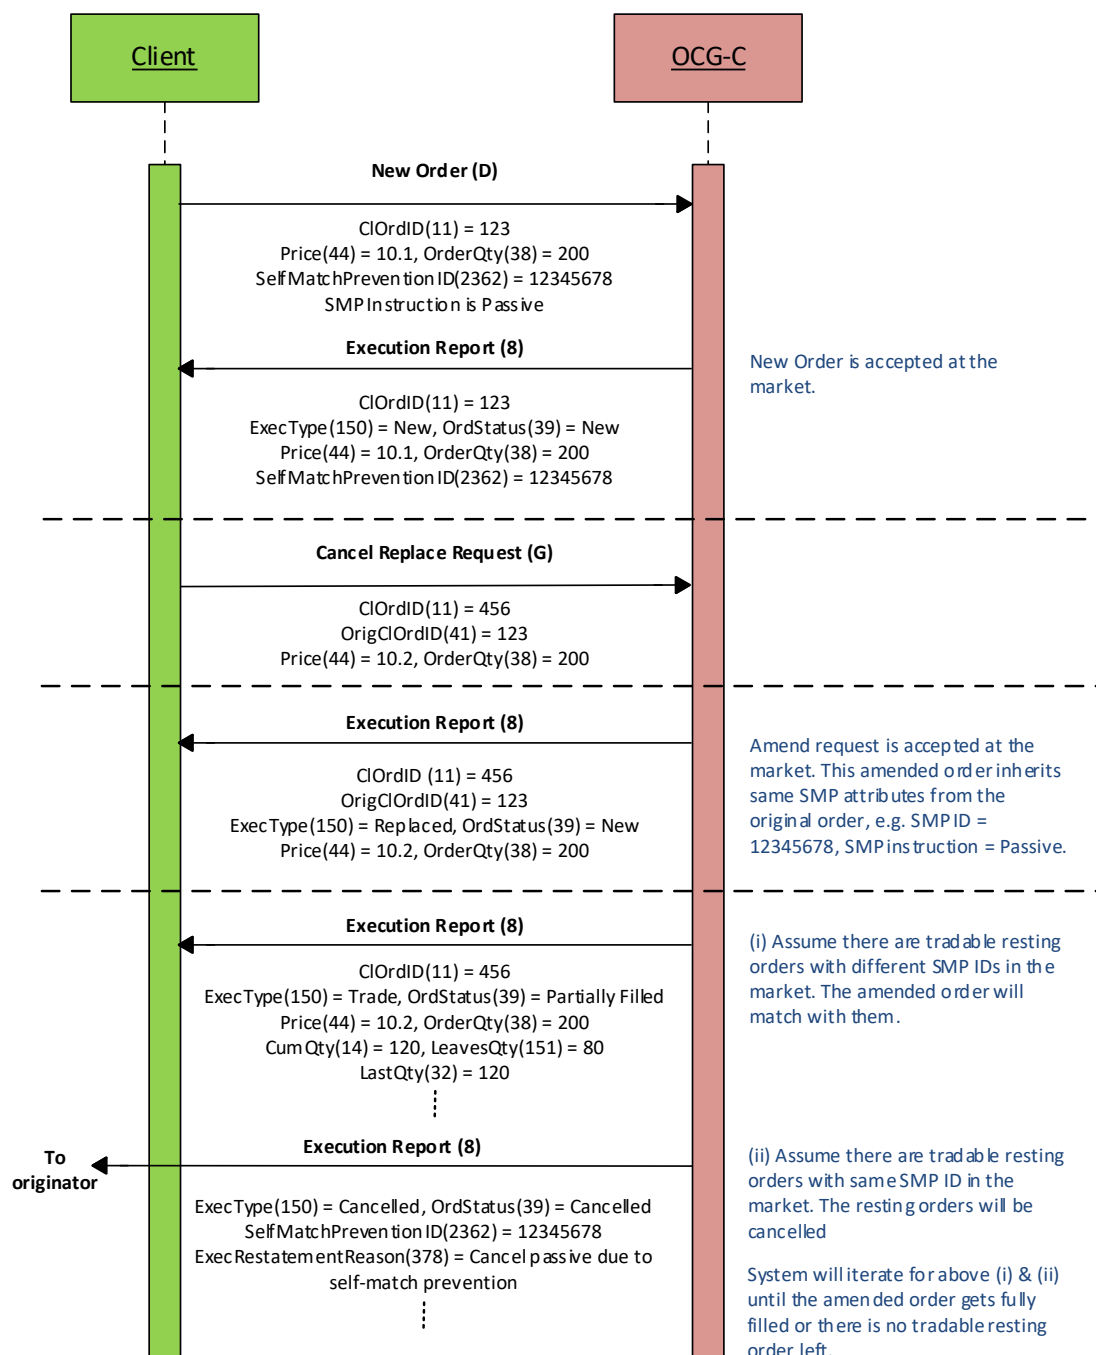 Client
OCG-C
New Order (D)
ClOrdID(11) = 123
Price(44) = 10.1, OrderQty(38) = 200
SelfMatchPreventionID(2362) = 12345678
SMP Instruction is Passive
Execution Report (8)
New Order is accepted at the
market.
ClOrdID(11) = 123
ExecType(150) = New, OrdStatus(39) = New
Price(44) = 10.1, OrderQty(38) = 200
SelfMatchPreventionID(2362) = 12345678
Cancel Replace Request (G)
ClOrdID(11) = 456
OrigClOrdID(41) = 123
Price(44) = 10.2, OrderQty(38) = 200
Execution Report (8)
ClOrdID (11) = 456
OrigClOrdID(41) = 123
ExecType(150) = Replaced, OrdStatus(39) = New
Price(44) = 10.2, OrderQty(38) = 200
Amend request is accepted at the
market. This amended order inherits
same SMP attributes from the
original order, e.g. SMP ID =
12345678, SMP instruction = Passive.
Execution Report (8)
ClOrdID(11) = 456
ExecType(150) = Trade, OrdStatus(39) = Partially Filled
Price(44) = 10.2, OrderQty(38) = 200
CumQty(14) = 120, LeavesQty(151) = 80
LastQty(32) = 120
(i) Assume there are tradable resting
orders with different SMP IDs in the
market. The amended order will
match with them.
Execution Report (8)
To
originator
ExecType(150) = Cancelled, OrdStatus(39) = Cancelled
SelfMatchPreventionID(2362) = 12345678
ExecRestatementReason(378) = Cancel passive due to
self-match prevention
(ii) Assume there are tradable resting
orders with same SMP ID in the
market. The resting orders will be
cancelled
System will iterate for above (i) & (ii)
until the amended order gets fully
filled or there is no tradable resting
order left.